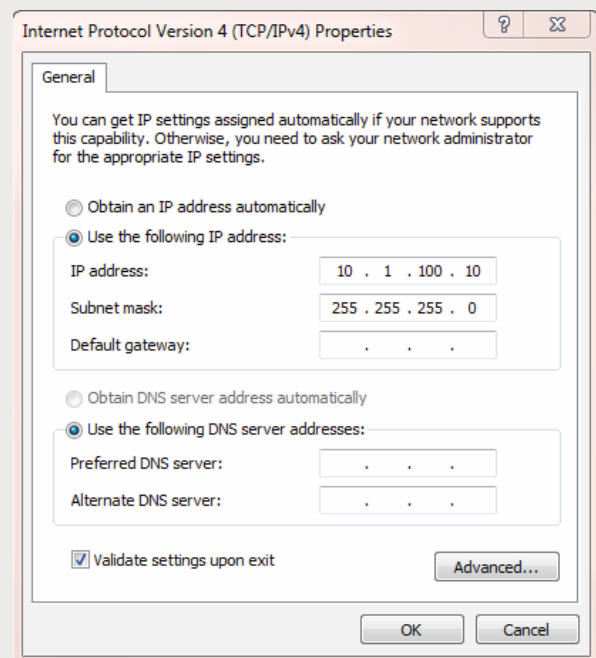 Internet Protocol Version 4 (TCP/IPv4) Properties
General
You can get IP settings assigned automatically if your network supports
this capability. Otherwise, you need to ask your network administrator
for the appropriate IP settings.
Obtain an IP address automatically
Use the following IP address:
IP address: 10 . 1 . 100 . 10
Subnet mask: 255 . 255 . 255 . 0
Default gateway: . . .
Obtain DNS server address automatically
Use the following DNS server addresses:
Preferred DNS server: . . .
Alternate DNS server: . . .
Validate settings upon exit
Advanced...
OK Cancel